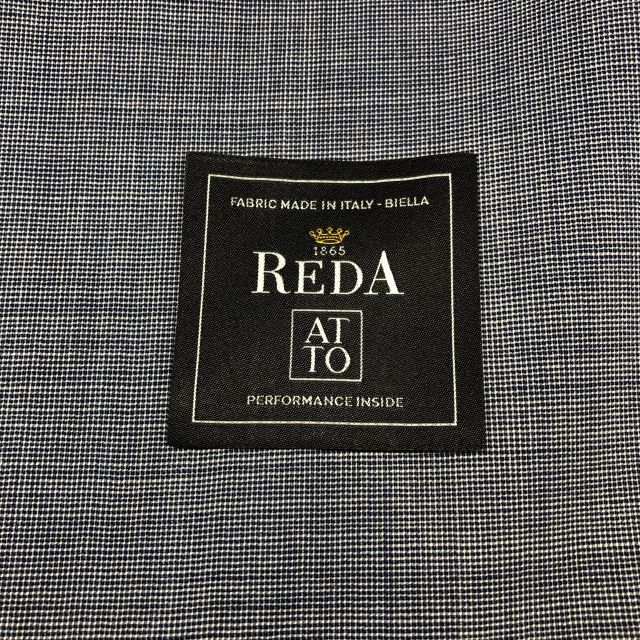 FABRIC MADE IN ITALY - BIELLA
1865
REDA
AT
TO
PERFORMANCE INSIDE